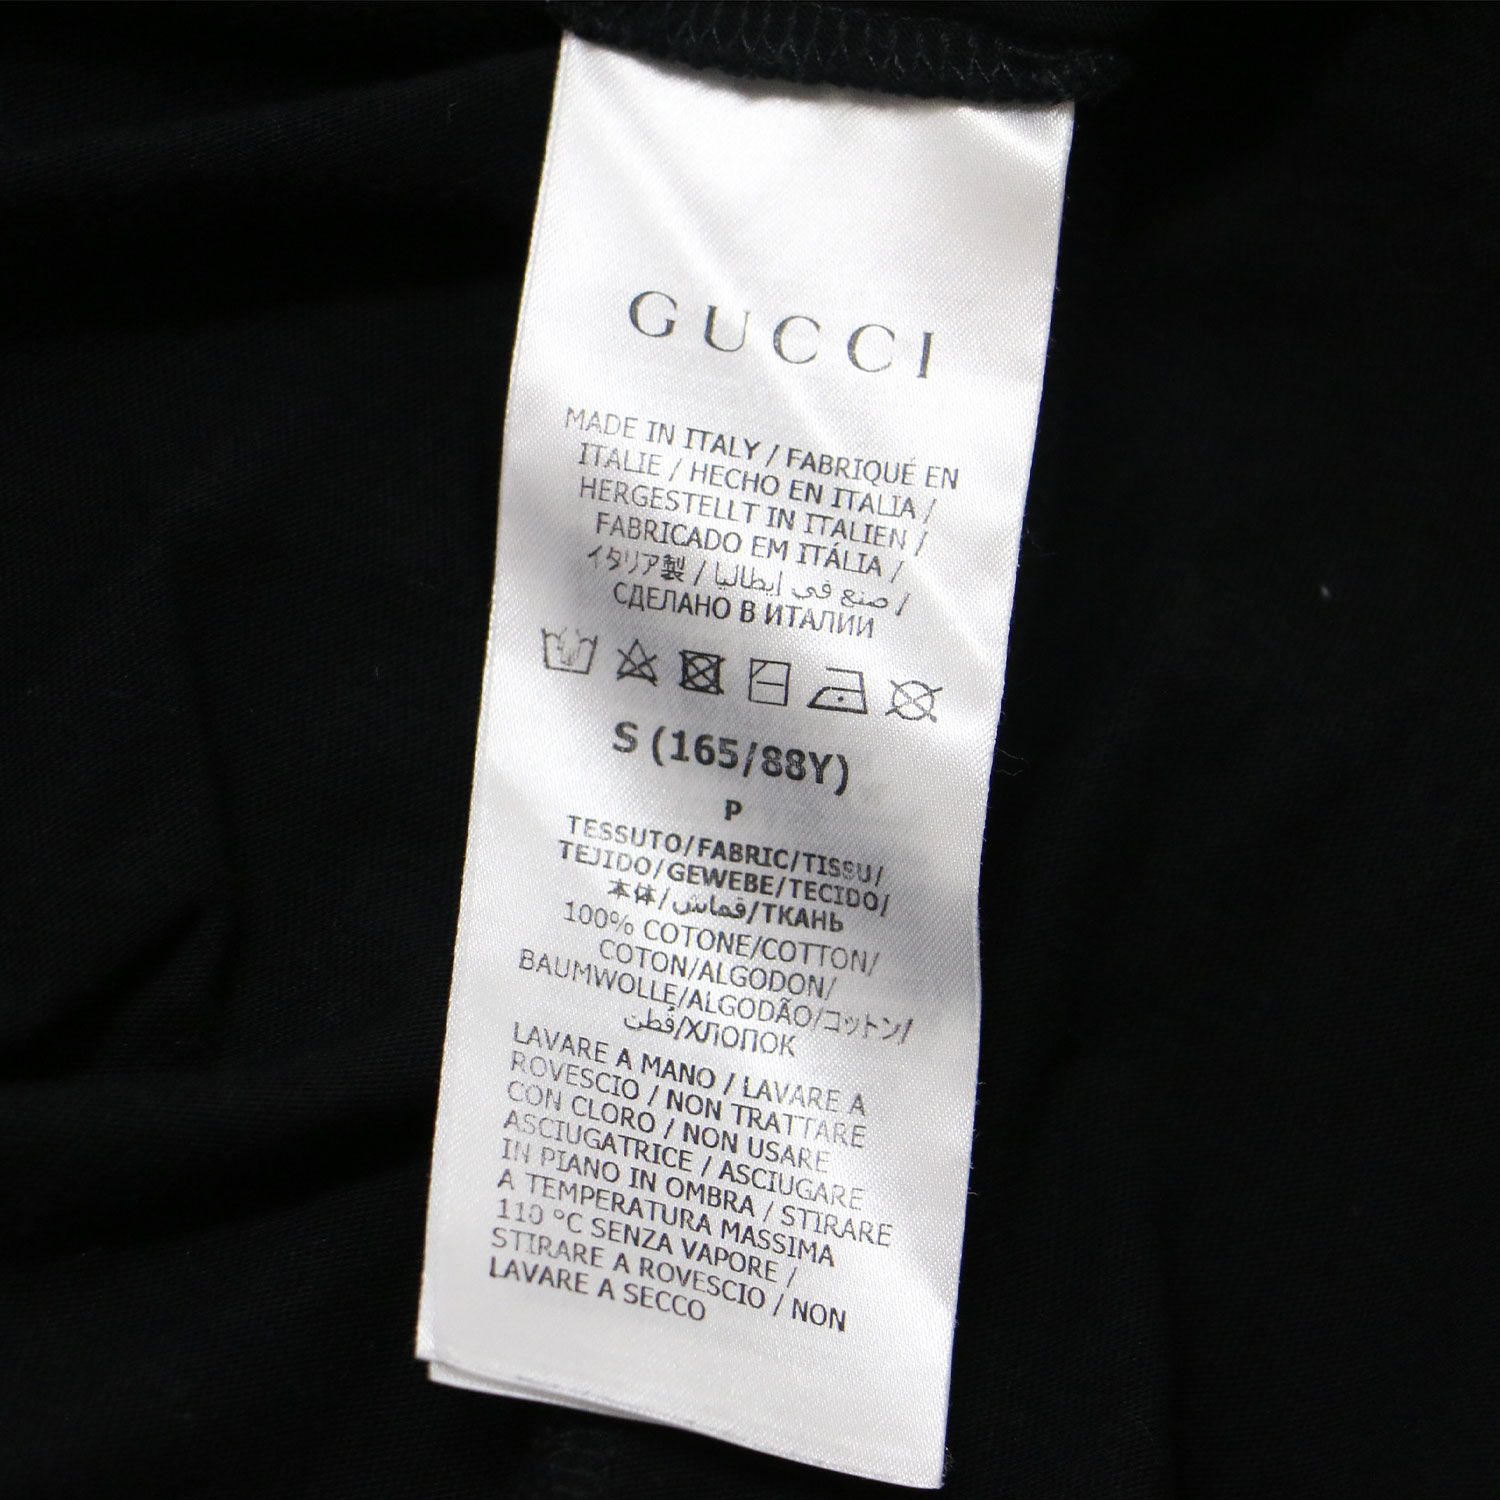 GUCCI
MADE IN ITALY / FABRIQUÉ EN
ITALIE / HECHO EN ITALIA /
HERGESTELLT IN ITALIEN /
FABRICADO EM ITÁLIA /
イタリア製 / صنع في إيطاليا /
СДЕЛАНО В ИТАЛИИ
S (165/88Y)
P
TESSUTO/FABRIC/TISSU/
TEJIDO/GEWEBE/TECIDO/
本体/قماش/ТКАНЬ
100% COTONE/COTTON/
COTON/ALGODON/
BAUMWOLLE/ALGODÃO/コットン/
قطن/ХЛОПОК
LAVARE A MANO / LAVARE A
ROVESCIO / NON TRATTARE
CON CLORO / NON USARE
ASCIUGATRICE / ASCIUGARE
IN PIANO IN OMBRA / STIRARE
A TEMPERATURA MASSIMA
110 °C SENZA VAPORE /
STIRARE A ROVESCIO / NON
LAVARE A SECCO